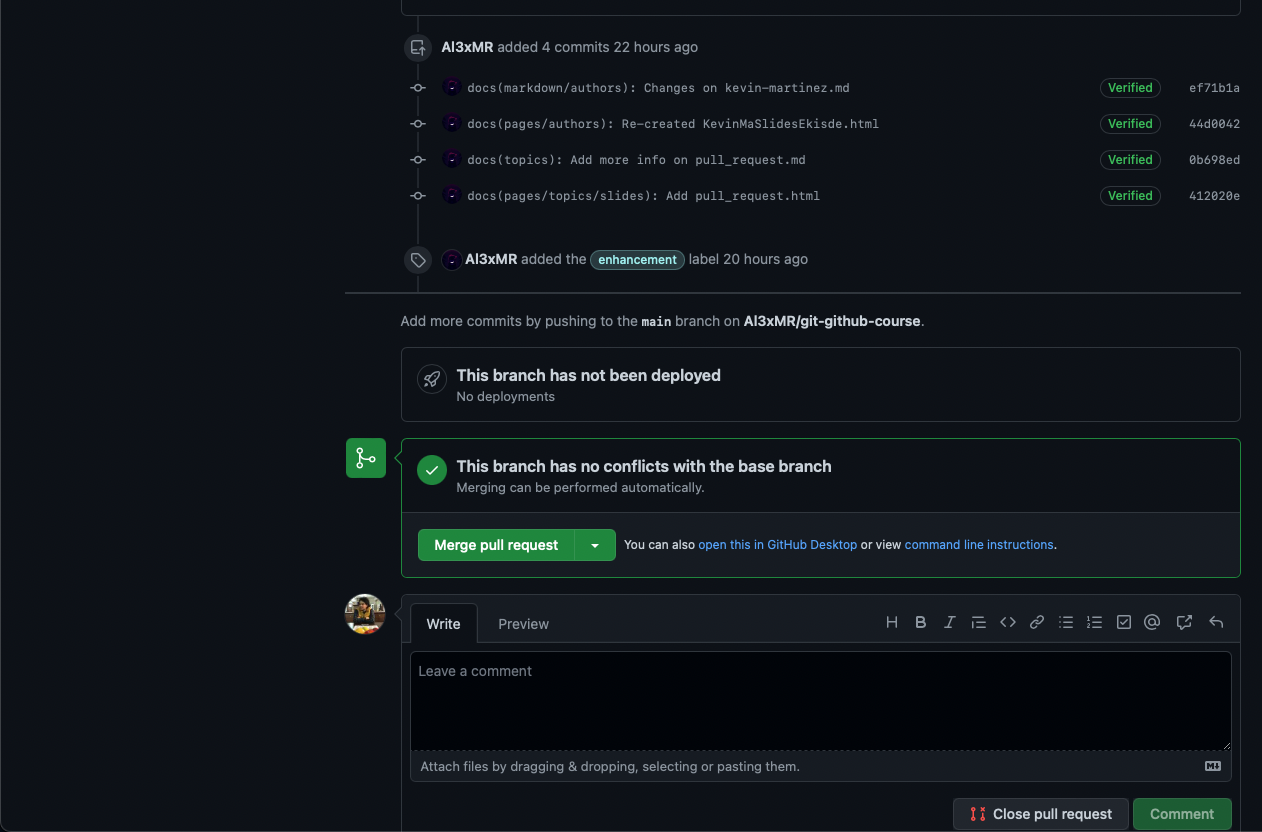 Al3xMR added 4 commits 22 hours ago
docs(markdown/authors): Changes on kevin-martinez.md Verified ef71b1a
docs(pages/authors): Re-created KevinMaSlidesEkisde.html Verified 44d0042
docs(topics): Add more info on pull_request.md Verified 0b698ed
docs(pages/topics/slides): Add pull_request.html Verified 412020e
Al3xMR added the enhancement label 20 hours ago
Add more commits by pushing to the main branch on Al3xMR/git-github-course.
This branch has not been deployed
No deployments
This branch has no conflicts with the base branch
Merging can be performed automatically.
Merge pull request You can also open this in GitHub Desktop or view command line instructions.
Write Preview
Leave a comment
Attach files by dragging & dropping, selecting or pasting them.
Close pull request Comment